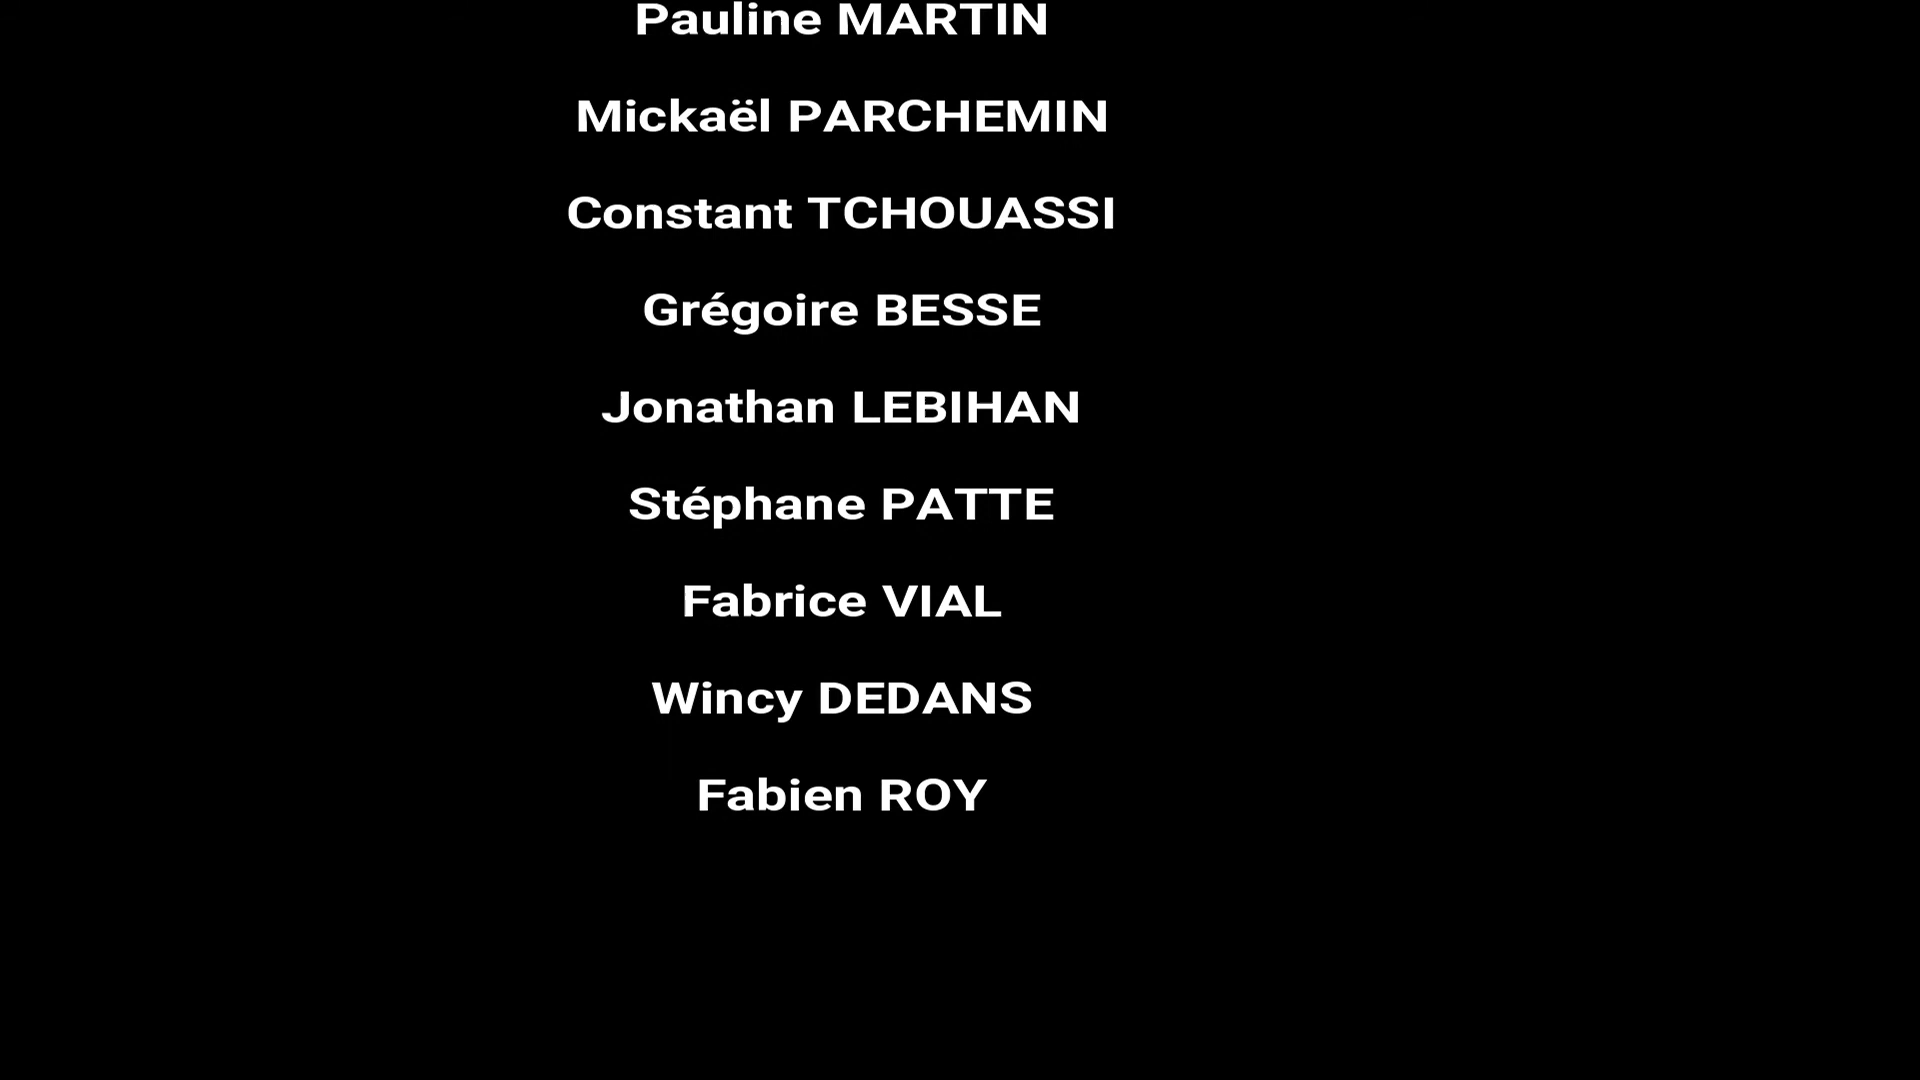 Pauline MARTIN
Mickaël PARCHEMIN
Constant TCHOUASSI
Grégoire BESSE
Jonathan LEBIHAN
Stéphane PATTE
Fabrice VIAL
Wincy DEDANS
Fabien ROY